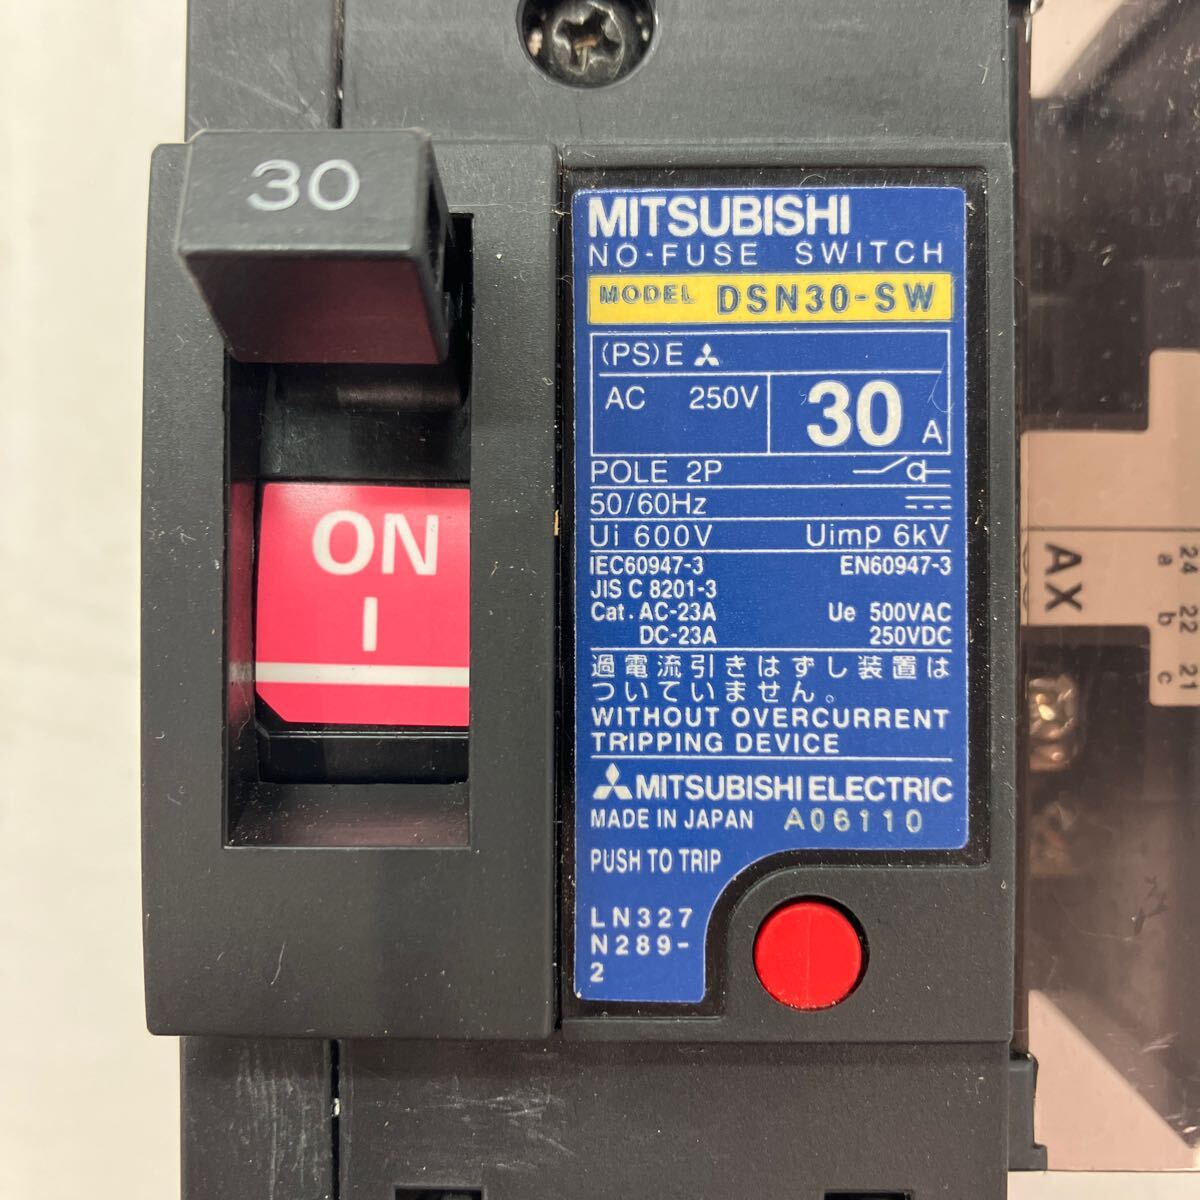 30
ON
I
MITSUBISHI
NO-FUSE SWITCH
MODEL DSN30-SW
(PS)E
AC 250V 30 A
POLE 2P
50/60Hz
Ui 600V Uimp 6kV
IEC60947-3 EN60947-3
JIS C 8201-3
Cat. AC-23A Ue 500VAC
DC-23A 250VDC
過電流引きはずし装置は
ついていません。
WITHOUT OVERCURRENT
TRIPPING DEVICE
MITSUBISHI ELECTRIC
MADE IN JAPAN A06110
PUSH TO TRIP
LN327
N289-
2
AX
24 22 21
a b c